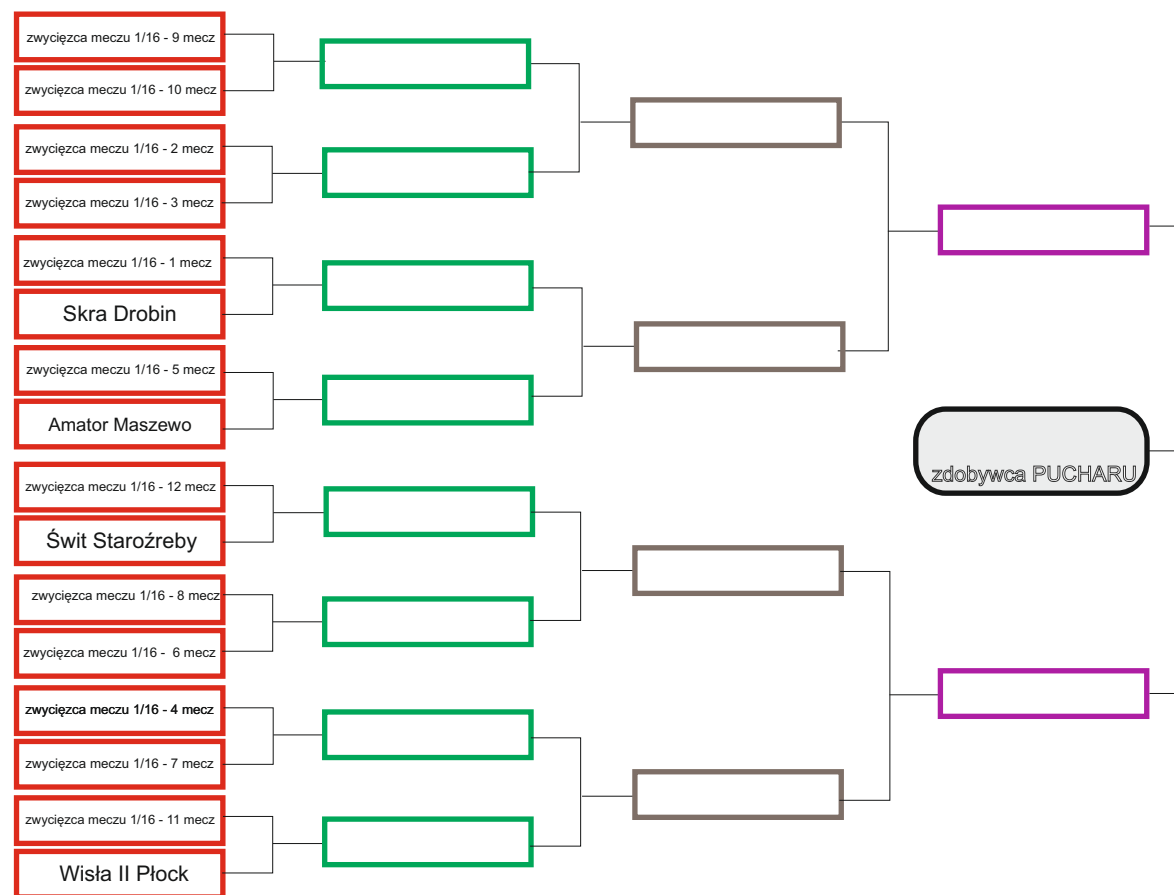 zwycięzca meczu 1/16 - 9 mecz
zwycięzca meczu 1/16 - 10 mecz
zwycięzca meczu 1/16 - 2 mecz
zwycięzca meczu 1/16 - 3 mecz
zwycięzca meczu 1/16 - 1 mecz
Skra Drobin
zwycięzca meczu 1/16 - 5 mecz
Amator Maszewo
zwycięzca meczu 1/16 - 12 mecz
Świt Staroźreby
zwycięzca meczu 1/16 - 8 mecz
zwycięzca meczu 1/16 - 6 mecz
zwycięzca meczu 1/16 - 4 mecz
zwycięzca meczu 1/16 - 7 mecz
zwycięzca meczu 1/16 - 11 mecz
Wisła II Płock
zdobywca PUCHARU